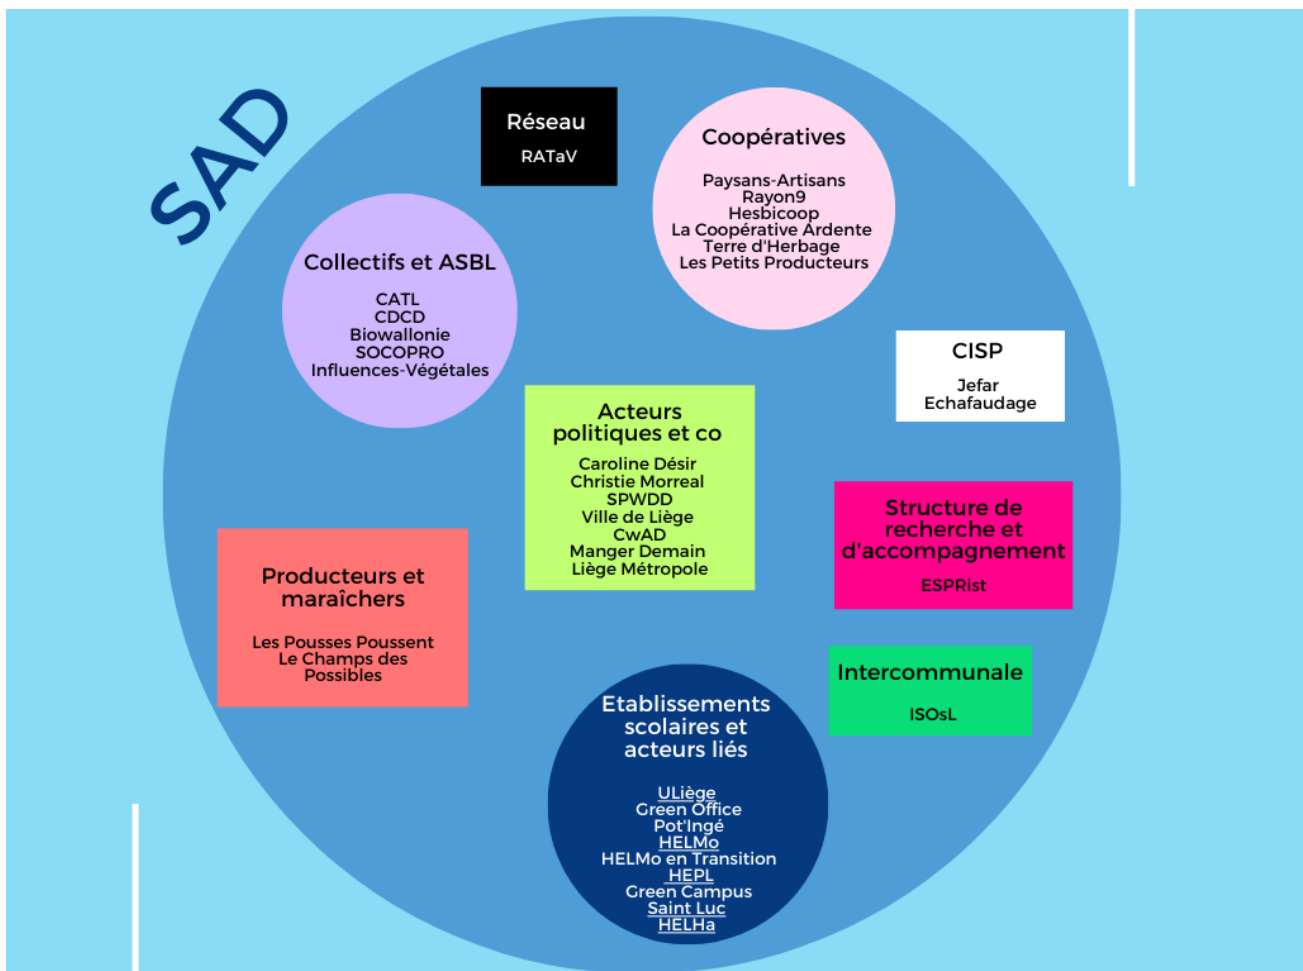 SAD
Réseau
RATaV
Coopératives
Paysans-Artisans
Rayon9
Hesbicoop
La Coopérative Ardente
Terre d'Herbage
Les Petits Producteurs
Collectifs et ASBL
CATL
CDCD
Biowallonie
SOCOPRO
Influences-Végétales
CISP
Jefar
Echafaudage
Acteurs
politiques et co
Caroline Désir
Christie Morreal
SPWDD
Ville de Liège
CwAD
Manger Demain
Liège Métropole
Structure de
recherche et
d'accompagnement
ESPRist
Producteurs et
maraîchers
Les Pousses Poussent
Le Champs des
Possibles
Intercommunale
ISOsL
Etablissements
scolaires et
acteurs liés
ULiège
Green Office
Pot'Ingé
HELMo
HELMo en Transition
HEPL
Green Campus
Saint Luc
HELHa